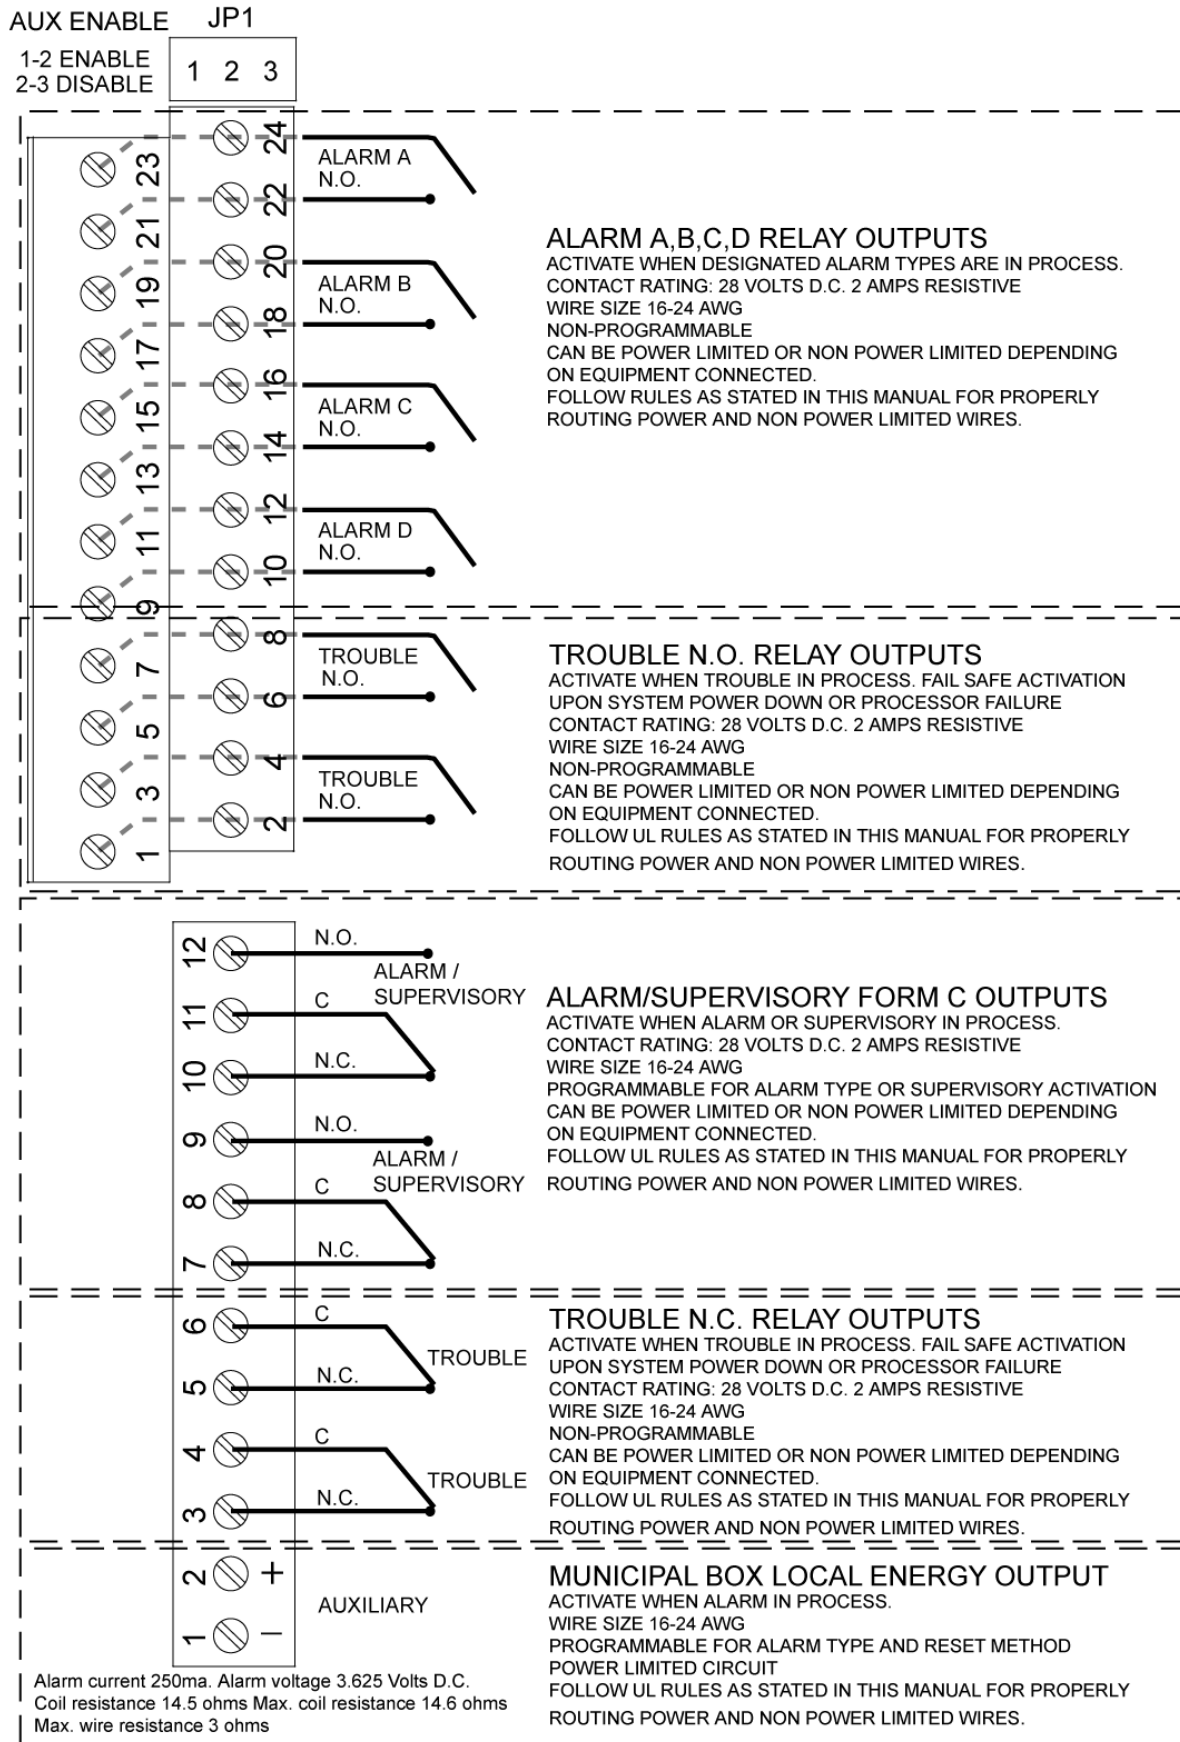 AUX ENABLE
JP1
1-2 ENABLE
2-3 DISABLE
1 2 3
24
23
ALARM A
N.O.
22
21
20
19
ALARM B
N.O.
18
17
16
15
ALARM C
N.O.
14
13
12
11
ALARM D
N.O.
10
9
ALARM A,B,C,D RELAY OUTPUTS
ACTIVATE WHEN DESIGNATED ALARM TYPES ARE IN PROCESS.
CONTACT RATING: 28 VOLTS D.C. 2 AMPS RESISTIVE
WIRE SIZE 16-24 AWG
NON-PROGRAMMABLE
CAN BE POWER LIMITED OR NON POWER LIMITED DEPENDING
ON EQUIPMENT CONNECTED.
FOLLOW RULES AS STATED IN THIS MANUAL FOR PROPERLY
ROUTING POWER AND NON POWER LIMITED WIRES.
8
7
TROUBLE
N.O.
6
5
4
3
TROUBLE
N.O.
2
1
TROUBLE N.O. RELAY OUTPUTS
ACTIVATE WHEN TROUBLE IN PROCESS. FAIL SAFE ACTIVATION
UPON SYSTEM POWER DOWN OR PROCESSOR FAILURE
CONTACT RATING: 28 VOLTS D.C. 2 AMPS RESISTIVE
WIRE SIZE 16-24 AWG
NON-PROGRAMMABLE
CAN BE POWER LIMITED OR NON POWER LIMITED DEPENDING
ON EQUIPMENT CONNECTED.
FOLLOW UL RULES AS STATED IN THIS MANUAL FOR PROPERLY
ROUTING POWER AND NON POWER LIMITED WIRES.
12
N.O.
ALARM /
SUPERVISORY
11
C
10
N.C.
9
N.O.
ALARM /
SUPERVISORY
8
C
7
N.C.
ALARM/SUPERVISORY FORM C OUTPUTS
ACTIVATE WHEN ALARM OR SUPERVISORY IN PROCESS.
CONTACT RATING: 28 VOLTS D.C. 2 AMPS RESISTIVE
WIRE SIZE 16-24 AWG
PROGRAMMABLE FOR ALARM TYPE OR SUPERVISORY ACTIVATION
CAN BE POWER LIMITED OR NON POWER LIMITED DEPENDING
ON EQUIPMENT CONNECTED.
FOLLOW UL RULES AS STATED IN THIS MANUAL FOR PROPERLY
ROUTING POWER AND NON POWER LIMITED WIRES.
6
C
TROUBLE
5
N.C.
4
C
TROUBLE
3
N.C.
TROUBLE N.C. RELAY OUTPUTS
ACTIVATE WHEN TROUBLE IN PROCESS. FAIL SAFE ACTIVATION
UPON SYSTEM POWER DOWN OR PROCESSOR FAILURE
CONTACT RATING: 28 VOLTS D.C. 2 AMPS RESISTIVE
WIRE SIZE 16-24 AWG
NON-PROGRAMMABLE
CAN BE POWER LIMITED OR NON POWER LIMITED DEPENDING
ON EQUIPMENT CONNECTED.
FOLLOW UL RULES AS STATED IN THIS MANUAL FOR PROPERLY
ROUTING POWER AND NON POWER LIMITED WIRES.
2 +
AUXILIARY
1 –
MUNICIPAL BOX LOCAL ENERGY OUTPUT
ACTIVATE WHEN ALARM IN PROCESS.
WIRE SIZE 16-24 AWG
PROGRAMMABLE FOR ALARM TYPE AND RESET METHOD
POWER LIMITED CIRCUIT
FOLLOW UL RULES AS STATED IN THIS MANUAL FOR PROPERLY
ROUTING POWER AND NON POWER LIMITED WIRES.
Alarm current 250ma. Alarm voltage 3.625 Volts D.C.
Coil resistance 14.5 ohms Max. coil resistance 14.6 ohms
Max. wire resistance 3 ohms